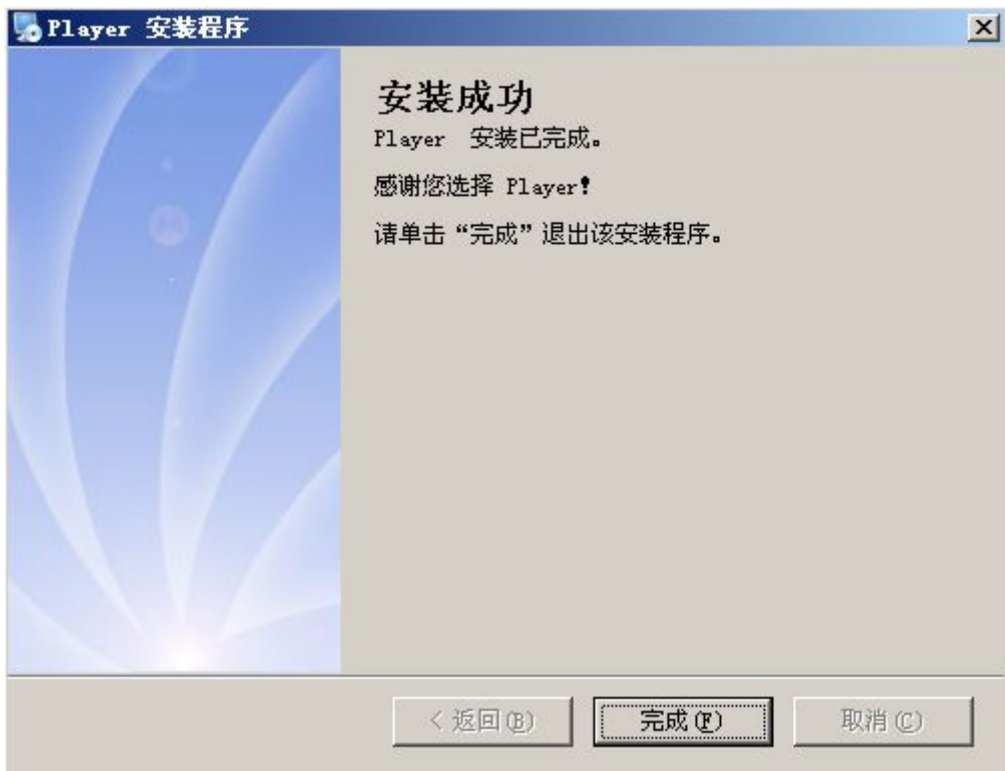 Player 安装程序
安装成功
Player 安装已完成。
感谢您选择 Player!
请单击“完成”退出该安装程序。
< 返回(B)
完成(F)
取消(C)